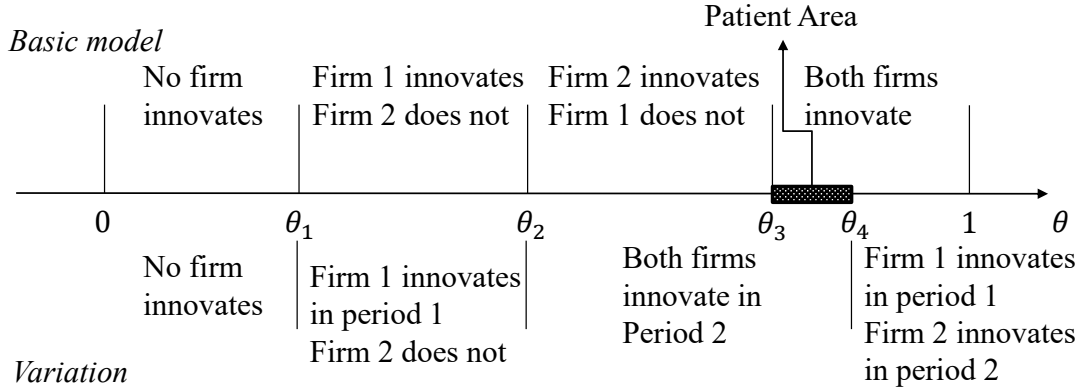 Patient Area
Basic model
No firm
innovates
Firm 1 innovates
Firm 2 does not
Firm 2 innovates
Firm 1 does not
Both firms
innovate
0
θ₁
θ₂
θ₃
θ₄
1
θ
No firm
innovates
Firm 1 innovates
in period 1
Firm 2 does not
Both firms
innovate in
Period 2
Firm 1 innovates
in period 1
Firm 2 innovates
in period 2
Variation